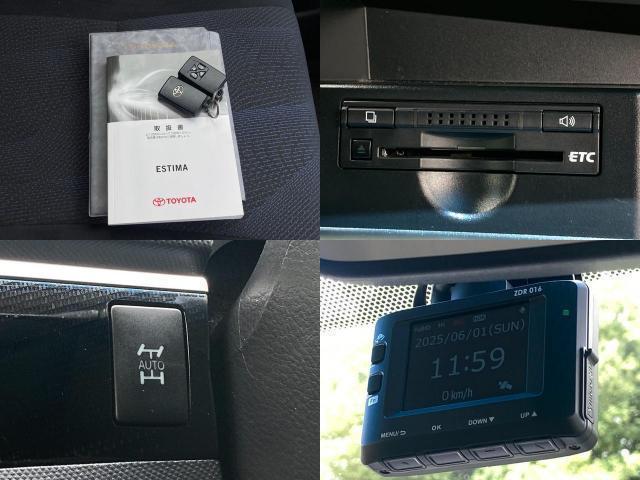 取扱書
ESTIMA
TOYOTA
ETC
AUTO
ZDR 016
2025/06/01(SUN)
11:59
0 km/h
MENU/
OK
DOWN▼
UP▲